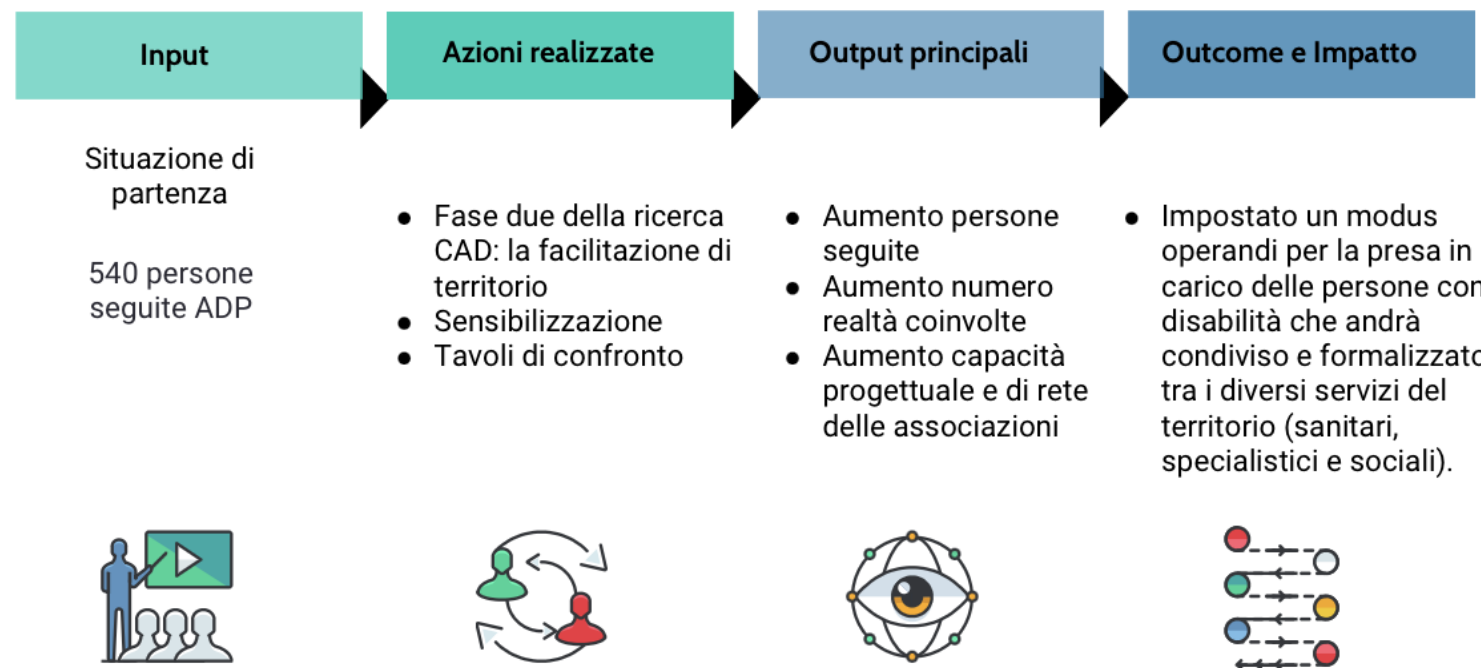 Input
Situazione di
partenza
540 persone
seguite ADP
Azioni realizzate
● Fase due della ricerca
CAD: la facilitazione di
territorio
● Sensibilizzazione
● Tavoli di confronto
Output principali
● Aumento persone
seguite
● Aumento numero
realtà coinvolte
● Aumento capacità
progettuale e di rete
delle associazioni
Outcome e Impatto
● Impostato un modus
operandi per la presa in
carico delle persone con
disabilità che andrà
condiviso e formalizzato
tra i diversi servizi del
territorio (sanitari,
specialistici e sociali).